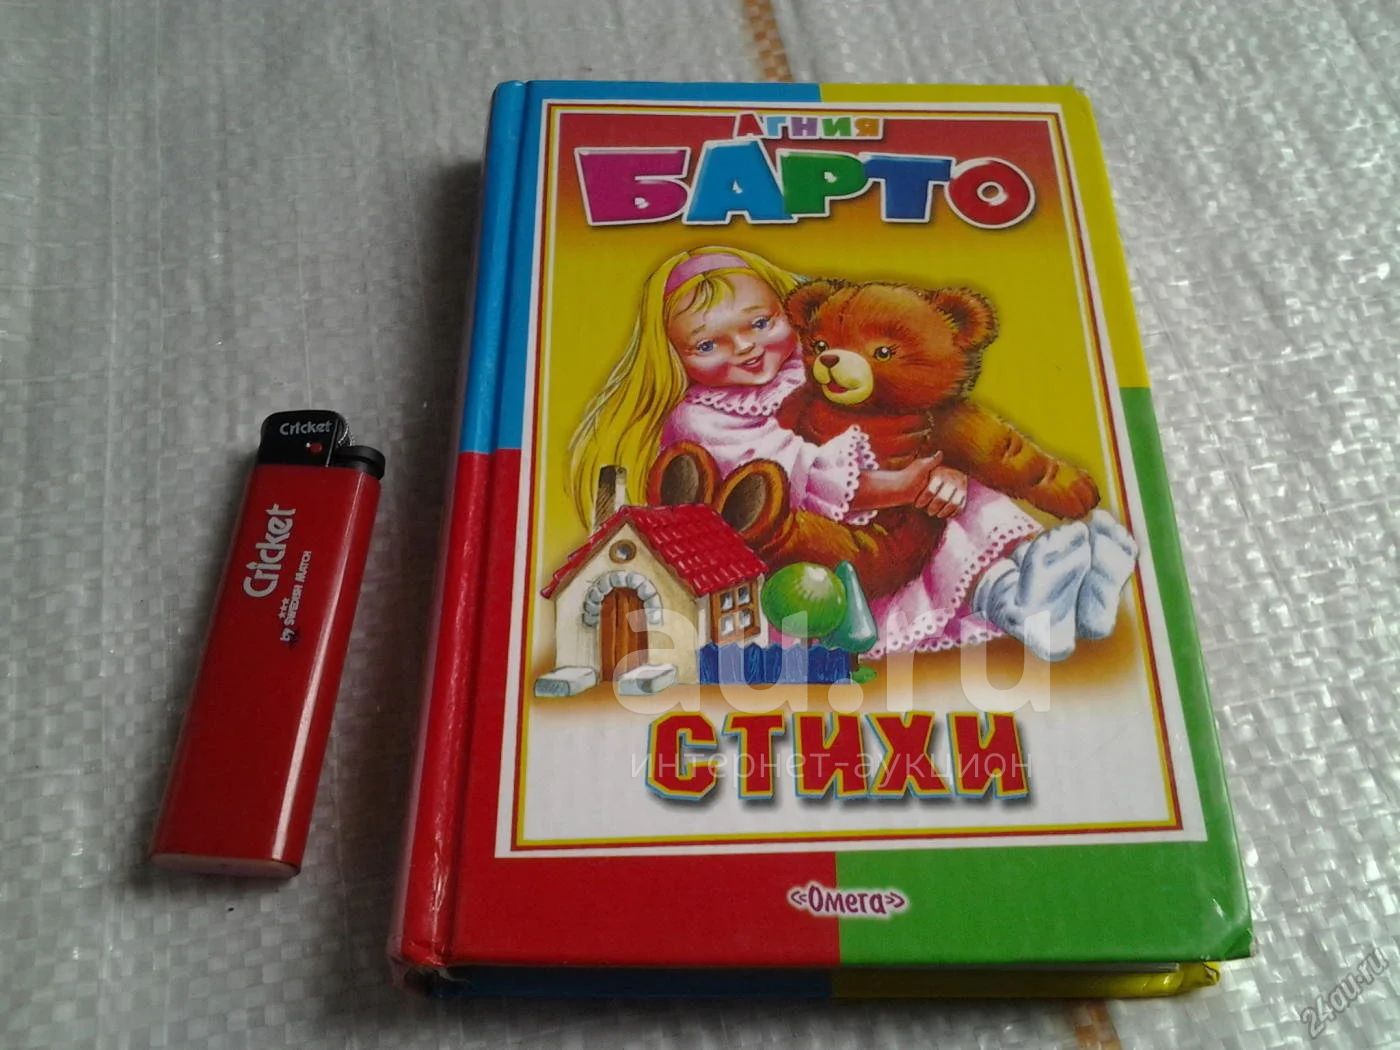 АГНИЯ
БАРТО
СТИХИ
«Омега»
Cricket
Cricket
by SWEDISH MATCH
au.ru
интернет-аукцион
24au.ru